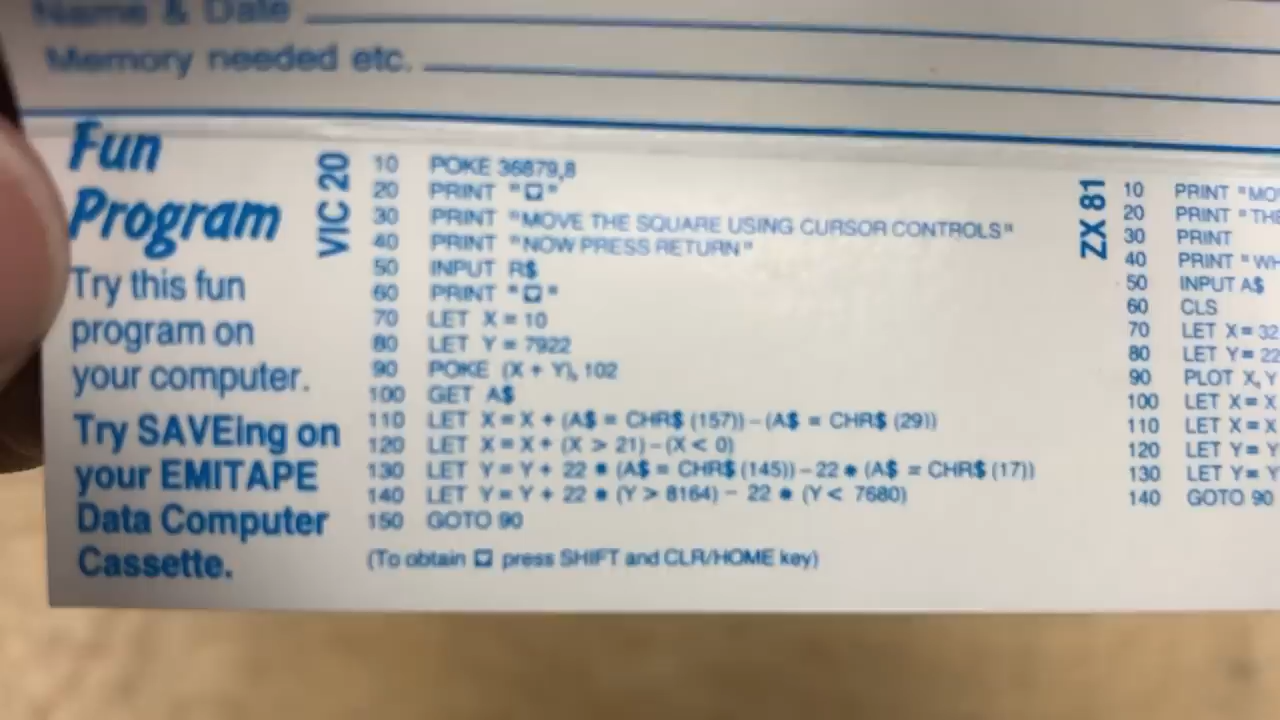 Name & Date
Memory needed etc.
Fun
Program
Try this fun
program on
your computer.
Try SAVEing on
your EMITAPE
Data Computer
Cassette.
VIC 20
10 POKE 36879,8
20 PRINT "▣"
30 PRINT "MOVE THE SQUARE USING CURSOR CONTROLS"
40 PRINT "NOW PRESS RETURN"
50 INPUT R$
60 PRINT "▣"
70 LET X = 10
80 LET Y = 7922
90 POKE (X + Y), 102
100 GET A$
110 LET X = X + (A$ = CHR$ (157)) – (A$ = CHR$ (29))
120 LET X = X + (X > 21) – (X < 0)
130 LET Y = Y + 22 * (A$ = CHR$ (145)) – 22 * (A$ = CHR$ (17))
140 LET Y = Y + 22 * (Y > 8164) – 22 * (Y < 7680)
150 GOTO 90
(To obtain ▣ press SHIFT and CLR/HOME key)
ZX 81
10 PRINT "MO
20 PRINT "THE
30 PRINT
40 PRINT "WH
50 INPUT A$
60 CLS
70 LET X = 32
80 LET Y = 22
90 PLOT X, Y
100 LET X = X
110 LET X = X
120 LET Y = Y
130 LET Y = Y
140 GOTO 90